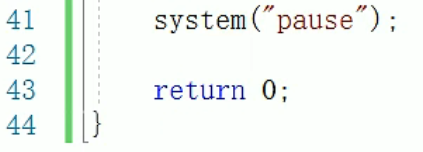 41 system("pause");
42
43 return 0;
44 }